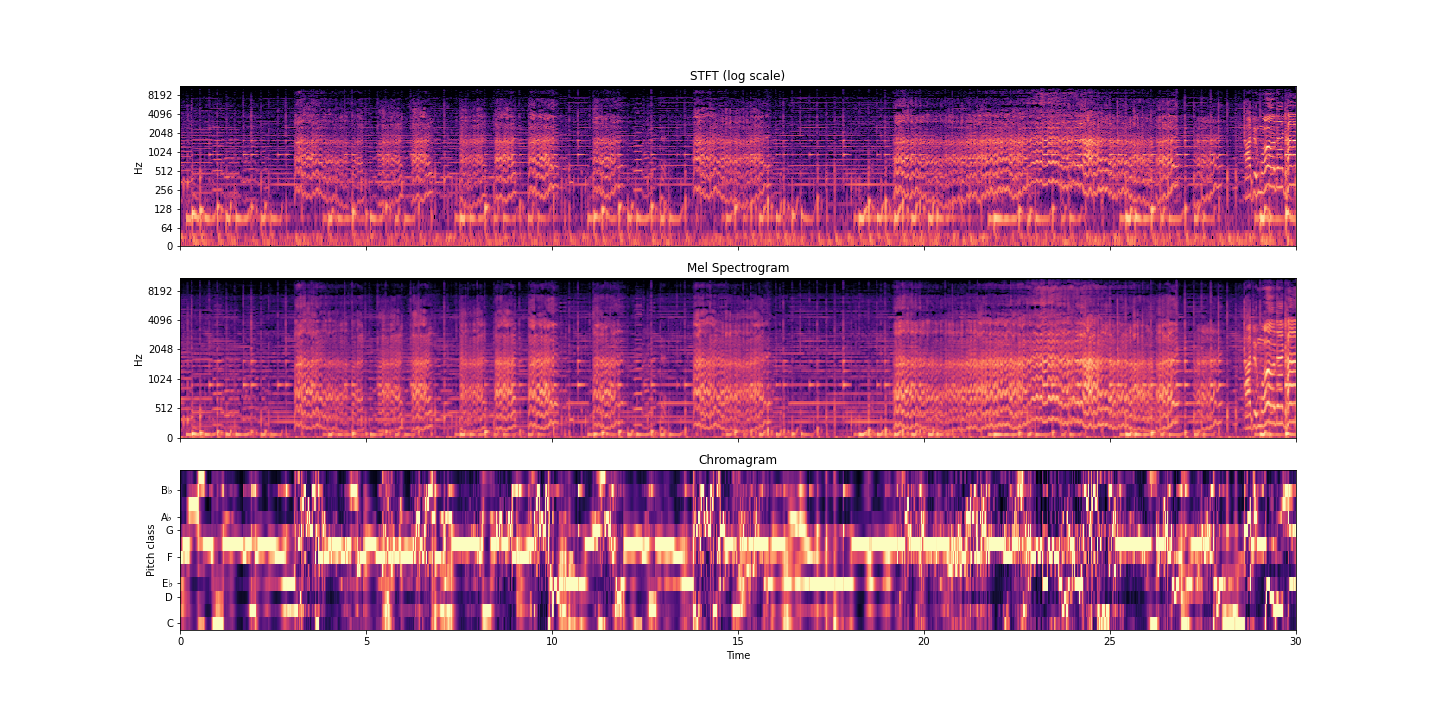 STFT (log scale)
8192
4096
2048
1024
512
256
128
64
0
Hz
Mel Spectrogram
8192
4096
2048
1024
512
0
Hz
Chromagram
B♭
A♭
G
F
E♭
D
C
Pitch class
0 5 10 15 20 25 30
Time